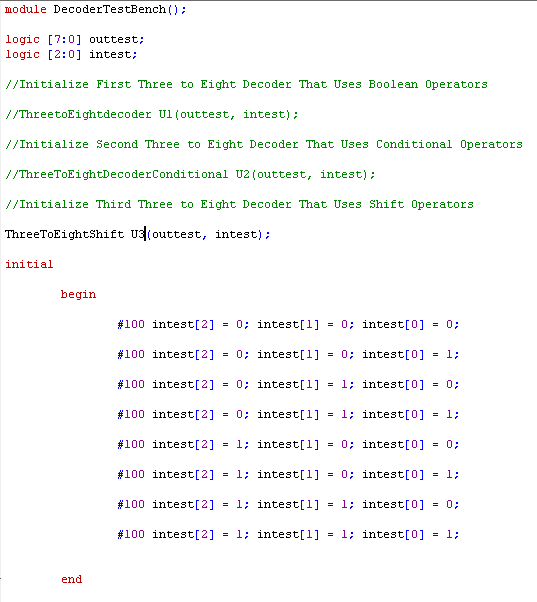 module DecoderTestBench();
logic [7:0] outtest;
logic [2:0] intest;
//Initialize First Three to Eight Decoder That Uses Boolean Operators
//ThreetoEightdecoder U1(outtest, intest);
//Initialize Second Three to Eight Decoder That Uses Conditional Operators
//ThreeToEightDecoderConditional U2(outtest, intest);
//Initialize Third Three to Eight Decoder That Uses Shift Operators
ThreeToEightShift U3(outtest, intest);
initial
begin
#100 intest[2] = 0; intest[1] = 0; intest[0] = 0;
#100 intest[2] = 0; intest[1] = 0; intest[0] = 1;
#100 intest[2] = 0; intest[1] = 1; intest[0] = 0;
#100 intest[2] = 0; intest[1] = 1; intest[0] = 1;
#100 intest[2] = 1; intest[1] = 0; intest[0] = 0;
#100 intest[2] = 1; intest[1] = 0; intest[0] = 1;
#100 intest[2] = 1; intest[1] = 1; intest[0] = 0;
#100 intest[2] = 1; intest[1] = 1; intest[0] = 1;
end